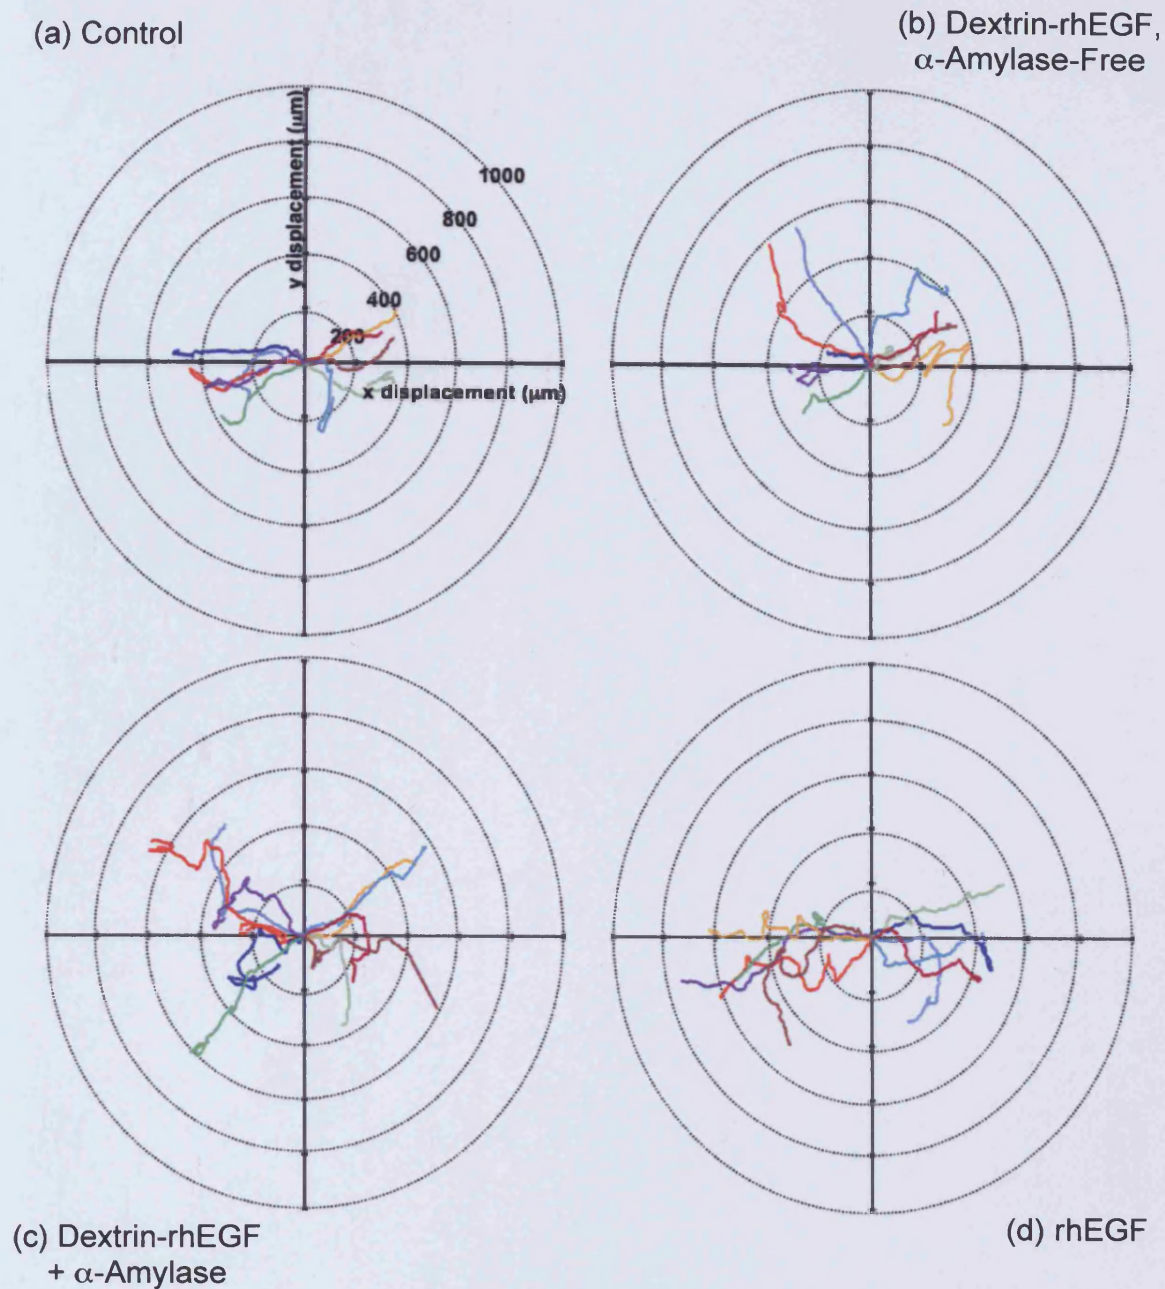 (a) Control
(b) Dextrin-rhEGF,
α-Amylase-Free
y displacement (μm)
1000
800
600
400
200
x displacement (μm)
(c) Dextrin-rhEGF
+ α-Amylase
(d) rhEGF